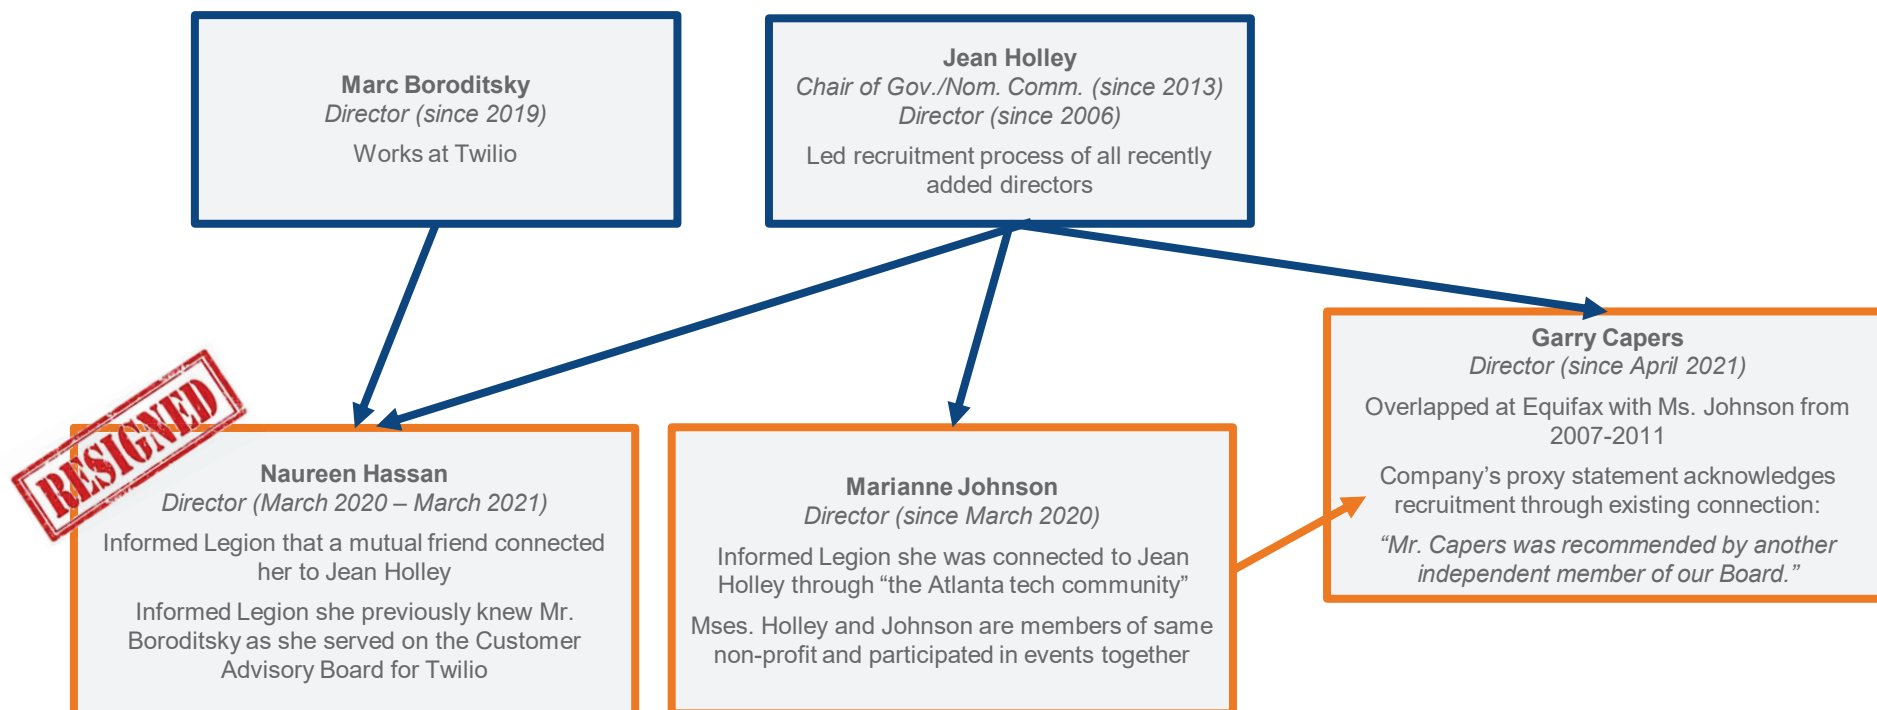 Marc Boroditsky
Director (since 2019)
Works at Twilio
Jean Holley
Chair of Gov./Nom. Comm. (since 2013)
Director (since 2006)
Led recruitment process of all recently
added directors
RESIGNED
Naureen Hassan
Director (March 2020 – March 2021)
Informed Legion that a mutual friend connected
her to Jean Holley
Informed Legion she previously knew Mr.
Boroditsky as she served on the Customer
Advisory Board for Twilio
Marianne Johnson
Director (since March 2020)
Informed Legion she was connected to Jean
Holley through “the Atlanta tech community”
Mses. Holley and Johnson are members of same
non-profit and participated in events together
Garry Capers
Director (since April 2021)
Overlapped at Equifax with Ms. Johnson from
2007-2011
Company’s proxy statement acknowledges
recruitment through existing connection:
“Mr. Capers was recommended by another
independent member of our Board.”